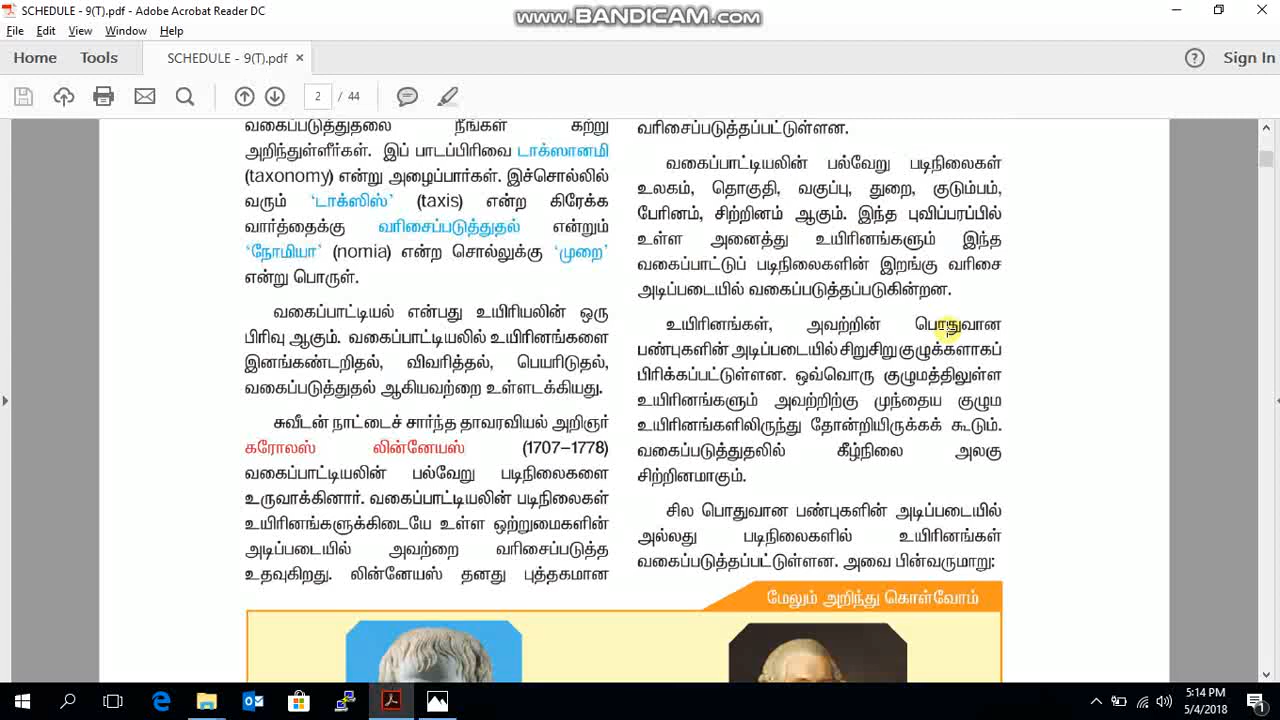 SCHEDULE - 9(T).pdf - Adobe Acrobat Reader DC
www.BANDICAM.com
File Edit View Window Help
Home Tools SCHEDULE - 9(T).pdf × Sign In
2 / 44
வகைப்படுத்துதலை நீங்கள் கற்று
அறிந்துள்ளீர்கள். இப் பாடப்பிரிவை டாக்ஸானமி
(taxonomy) என்று அழைப்பார்கள். இச்சொல்லில்
வரும் ‘டாக்ஸிஸ்’ (taxis) என்ற கிரேக்க
வார்த்தைக்கு வரிசைப்படுத்துதல் என்றும்
‘நோமியா’ (nomia) என்ற சொல்லுக்கு ‘முறை’
என்று பொருள்.
வகைப்பாட்டியல் என்பது உயிரியலின் ஒரு
பிரிவு ஆகும். வகைப்பாட்டியலில் உயிரினங்களை
இனங்கண்டறிதல், விவரித்தல், பெயரிடுதல்,
வகைப்படுத்துதல் ஆகியவற்றை உள்ளடக்கியது.
சுவீடன் நாட்டைச் சார்ந்த தாவரவியல் அறிஞர்
கரோலஸ் லின்னேயஸ் (1707–1778)
வகைப்பாட்டியலின் பல்வேறு படிநிலைகளை
உருவாக்கினார். வகைப்பாட்டியலின் படிநிலைகள்
உயிரினங்களுக்கிடையே உள்ள ஒற்றுமைகளின்
அடிப்படையில் அவற்றை வரிசைப்படுத்த
உதவுகிறது. லின்னேயஸ் தனது புத்தகமான
வரிசைப்படுத்தப்பட்டுள்ளன.
வகைப்பாட்டியலின் பல்வேறு படிநிலைகள்
உலகம், தொகுதி, வகுப்பு, துறை, குடும்பம்,
பேரினம், சிற்றினம் ஆகும். இந்த புவிப்பரப்பில்
உள்ள அனைத்து உயிரினங்களும் இந்த
வகைப்பாட்டுப் படிநிலைகளின் இறங்கு வரிசை
அடிப்படையில் வகைப்படுத்தப்படுகின்றன.
உயிரினங்கள், அவற்றின் பொதுவான
பண்புகளின் அடிப்படையில் சிறுசிறு குழுக்களாகப்
பிரிக்கப்பட்டுள்ளன. ஒவ்வொரு குழுமத்திலுள்ள
உயிரினங்களும் அவற்றிற்கு முந்தைய குழும
உயிரினங்களிலிருந்து தோன்றியிருக்கக் கூடும்.
வகைப்படுத்துதலில் கீழ்நிலை அலகு
சிற்றினமாகும்.
சில பொதுவான பண்புகளின் அடிப்படையில்
அல்லது படிநிலைகளில் உயிரினங்கள்
வகைப்படுத்தப்பட்டுள்ளன. அவை பின்வருமாறு:
மேலும் அறிந்து கொள்வோம்
5:14 PM
5/4/2018